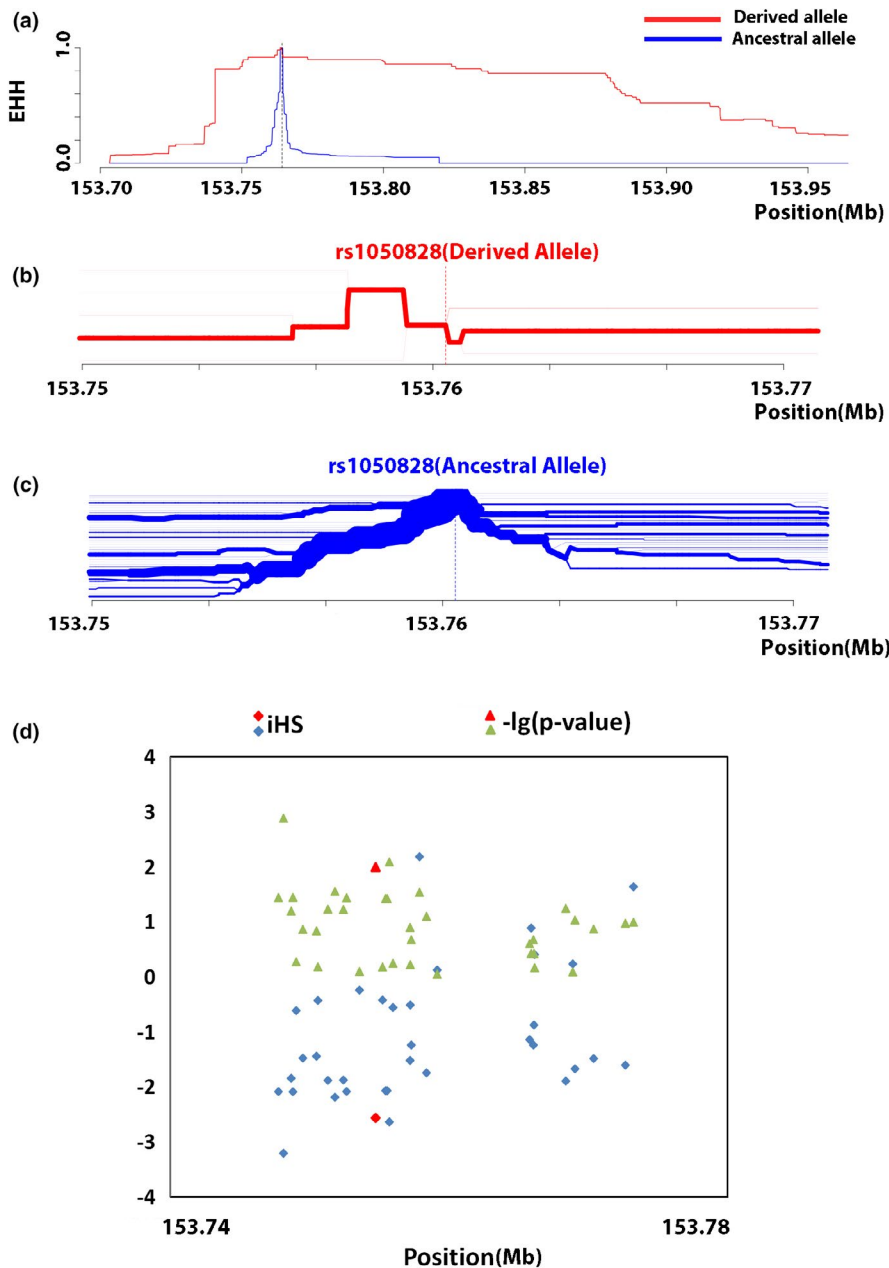 (a)
Derived allele
Ancestral allele
EHH
1.0
0.0
153.70 153.75 153.80 153.85 153.90 153.95
Position(Mb)
(b)
rs1050828(Derived Allele)
153.75 153.76 153.77
Position(Mb)
(c)
rs1050828(Ancestral Allele)
153.75 153.76 153.77
Position(Mb)
(d)
iHS -lg(p-value)
4
3
2
1
0
-1
-2
-3
-4
153.74 153.78
Position(Mb)